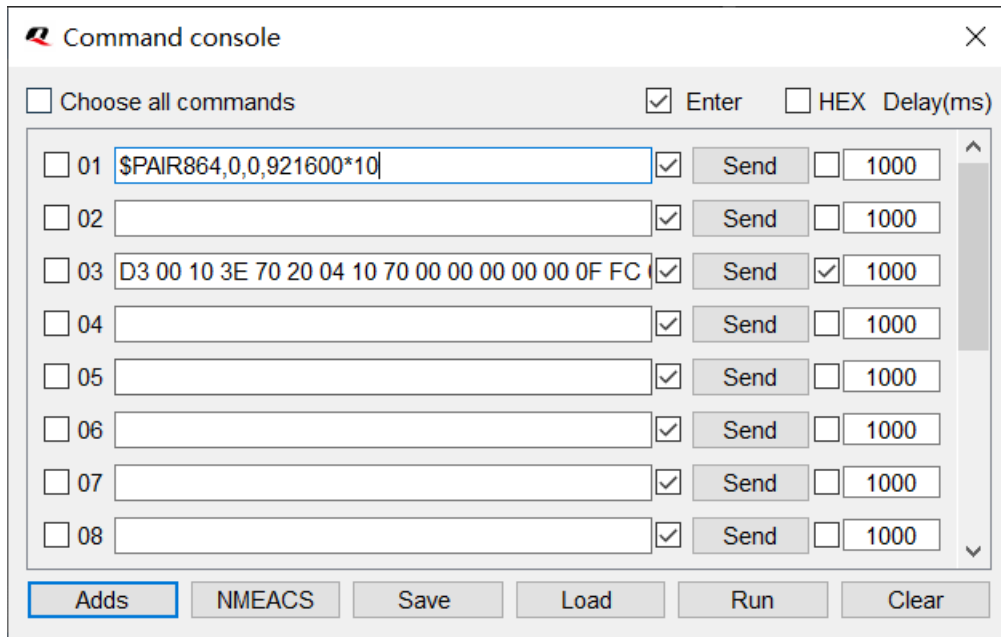 Command console
Choose all commands Enter HEX Delay(ms)
01 $PAIR864,0,0,921600*10 Send 1000
02 Send 1000
03 D3 00 10 3E 70 20 04 10 70 00 00 00 00 00 0F FC Send 1000
04 Send 1000
05 Send 1000
06 Send 1000
07 Send 1000
08 Send 1000
Adds NMEACS Save Load Run Clear